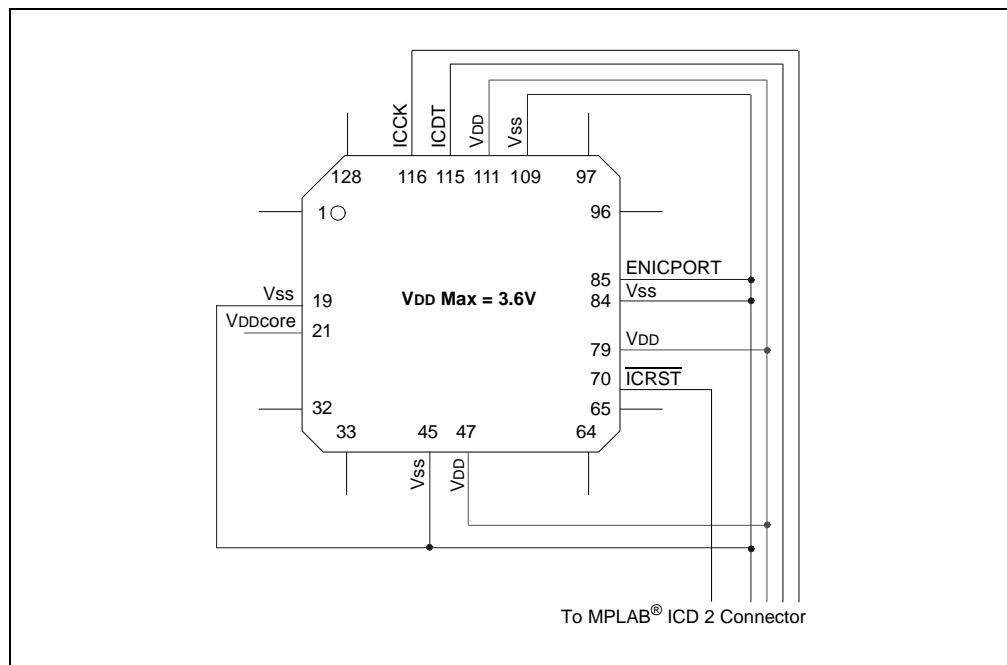 ICCK
ICDT
VDD
Vss
128
116
115
111
109
97
1
96
85
ENICPORT
84
Vss
Vss
19
VDD Max = 3.6V
VDDcore
21
79
VDD
70
ICRST
32
65
33
45
47
64
Vss
VDD
To MPLAB® ICD 2 Connector